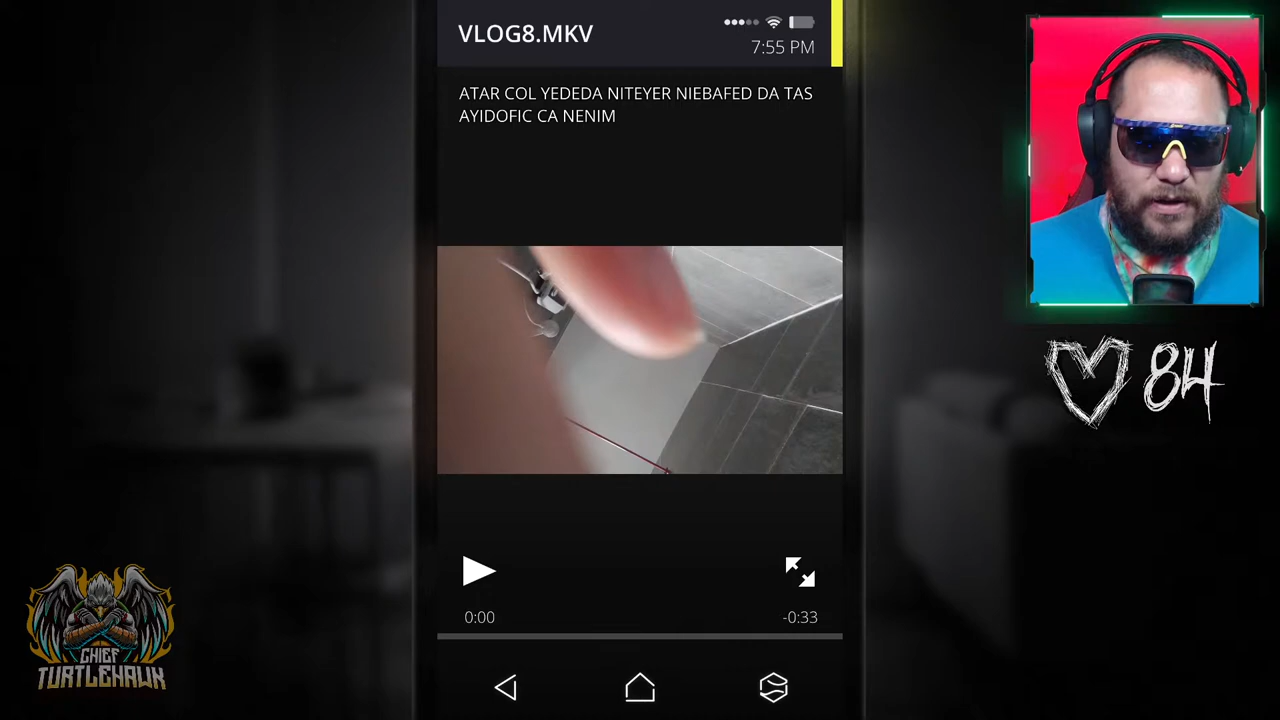 VLOG8.MKV
7:55 PM
ATAR COL YEDEDA NITEYER NIEBAFED DA TAS
AYIDOFIC CA NENIM
84
0:00
-0:33
CHIEF
TURTLEHAWK